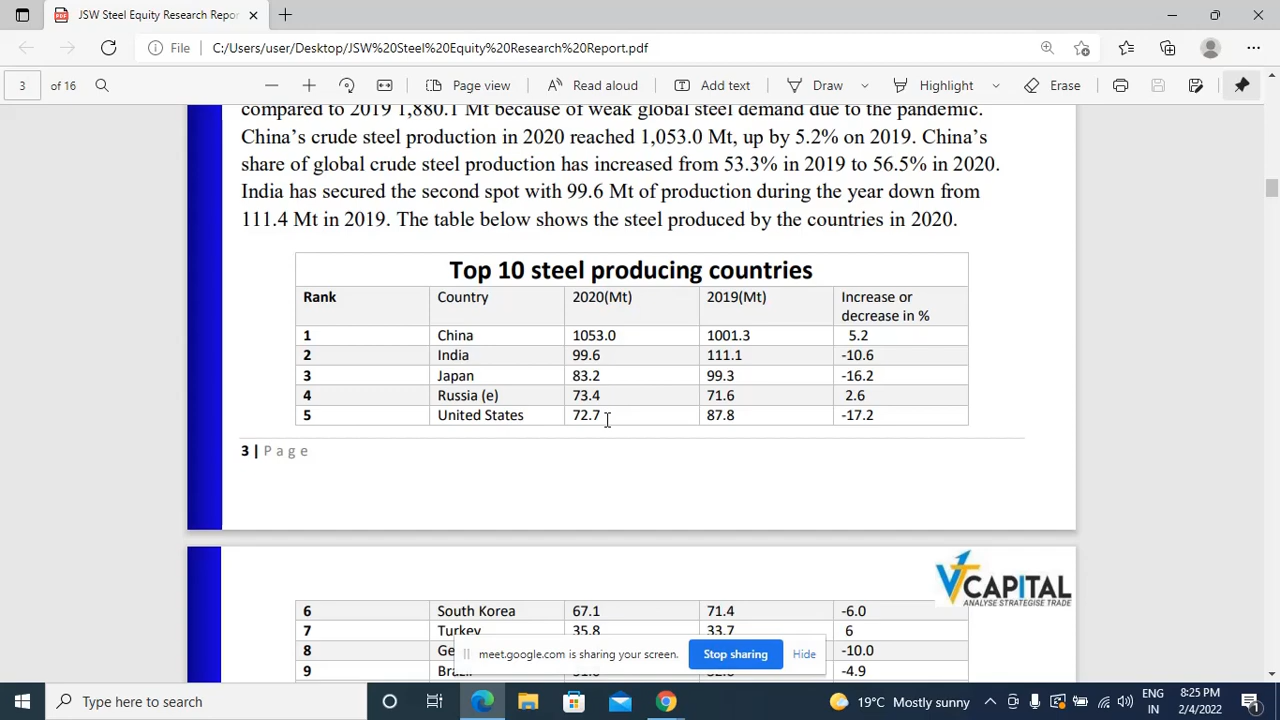 JSW Steel Equity Research Repor
File C:/Users/user/Desktop/JSW%20Steel%20Equity%20Research%20Report.pdf
3 of 16 Page view Read aloud Add text Draw Highlight Erase
compared to 2019 1,880.1 Mt because of weak global steel demand due to the pandemic.
China's crude steel production in 2020 reached 1,053.0 Mt, up by 5.2% on 2019. China's
share of global crude steel production has increased from 53.3% in 2019 to 56.5% in 2020.
India has secured the second spot with 99.6 Mt of production during the year down from
111.4 Mt in 2019. The table below shows the steel produced by the countries in 2020.
Top 10 steel producing countries
Rank Country 2020(Mt) 2019(Mt) Increase or
decrease in %
1 China 1053.0 1001.3 5.2
2 India 99.6 111.1 -10.6
3 Japan 83.2 99.3 -16.2
4 Russia (e) 73.4 71.6 2.6
5 United States 72.7 87.8 -17.2
3 | Page
VT CAPITAL
ANALYSE STRATEGISE TRADE
6 South Korea 67.1 71.4 -6.0
7 Turkey 35.8 33.7 6
8 -10.0
9 -4.9
meet.google.com is sharing your screen. Stop sharing Hide
Type here to search 19°C Mostly sunny ENG 8:25 PM
IN 2/4/2022 1